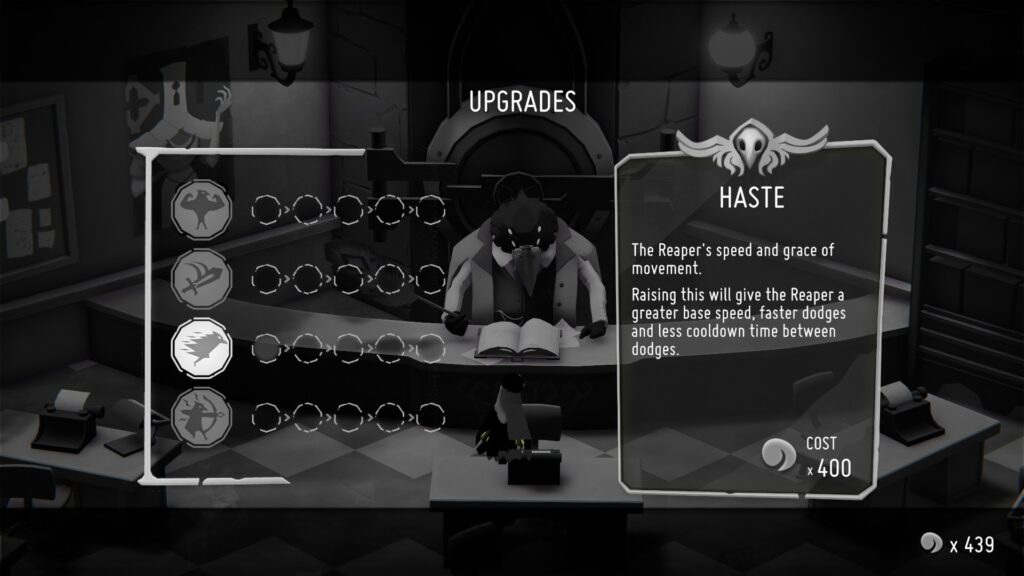 UPGRADES
HASTE
The Reaper's speed and grace of
movement.
Raising this will give the Reaper a
greater base speed, faster dodges
and less cooldown time between
dodges.
COST
x 400
x 439